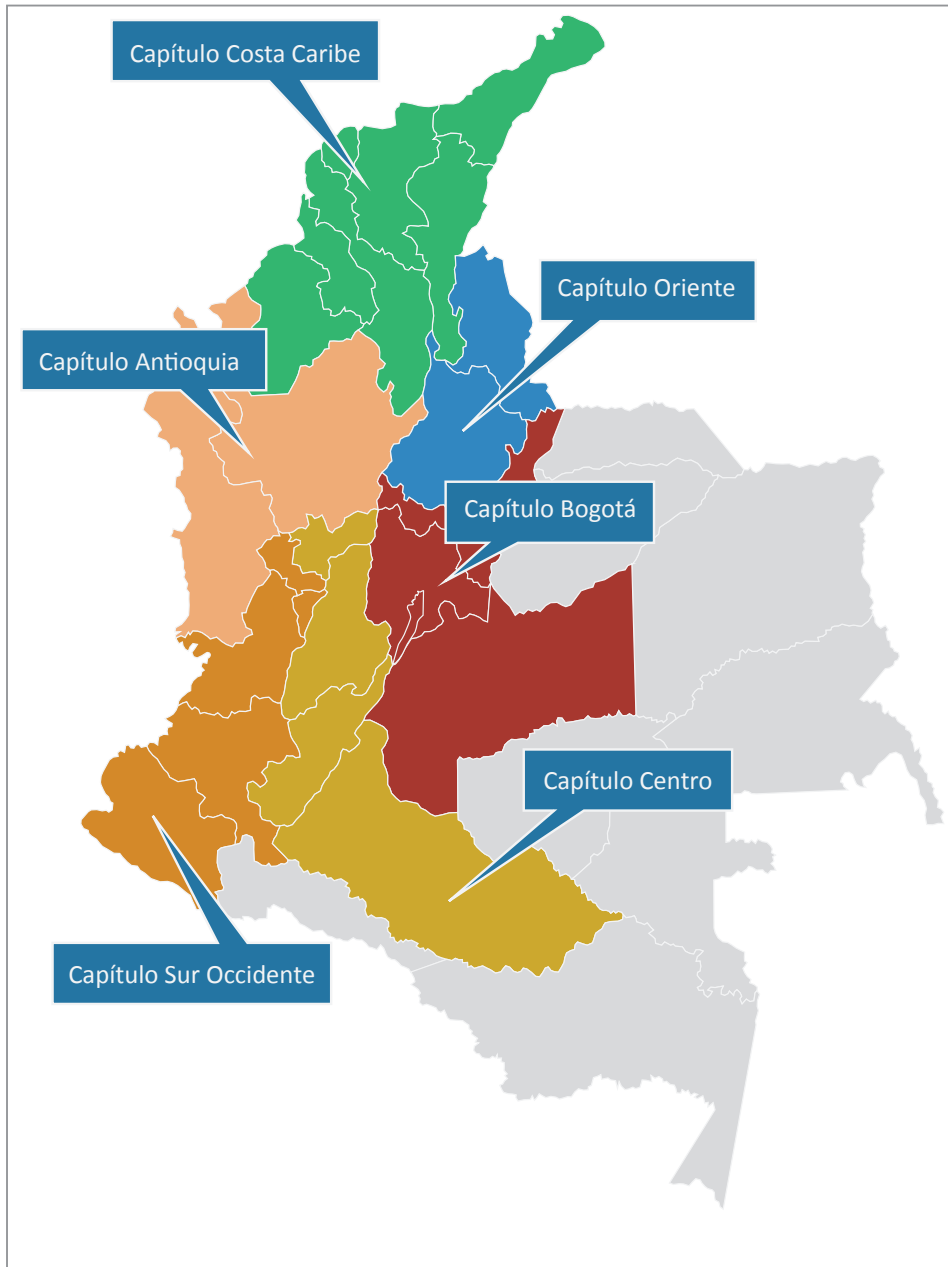 Capítulo Costa Caribe
Capítulo Oriente
Capítulo Antioquia
Capítulo Bogotá
Capítulo Centro
Capítulo Sur Occidente